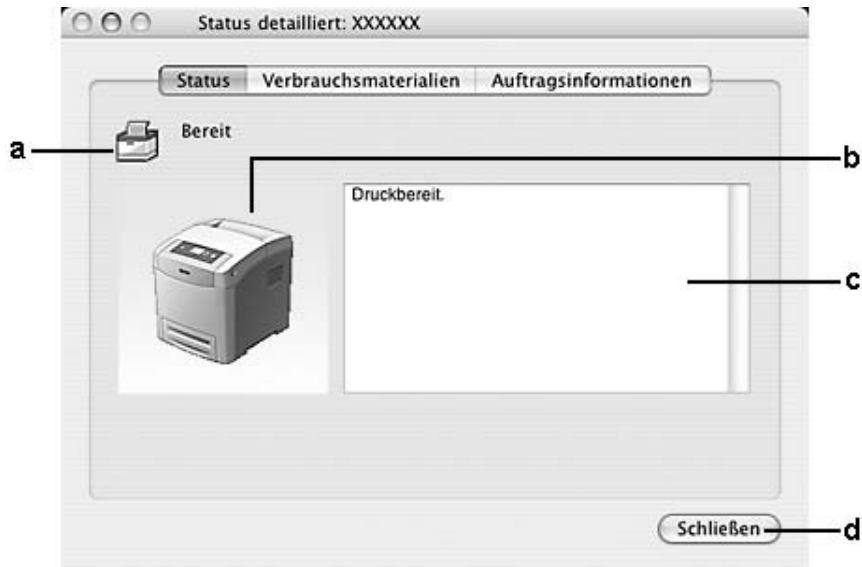 Status detailliert: XXXXXX
Status Verbrauchsmaterialien Auftragsinformationen
a Bereit
b
Druckbereit.
c
Schließen d